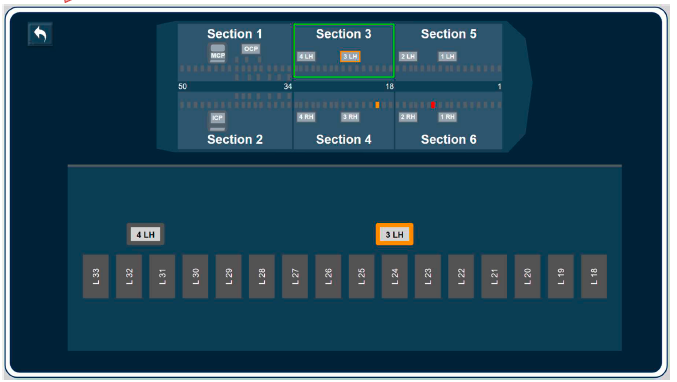 Section 1 Section 3 Section 5
MCP DCP 4 LH 3 LH 2 LH 1 LH
50 34 18 1
ICP 4 RH 3 RH 2 RH 1 RH
Section 2 Section 4 Section 6
4 LH 3 LH
L 33 L 32 L 31 L 30 L 29 L 28 L 27 L 26 L 25 L 24 L 23 L 22 L 21 L 20 L 19 L 18